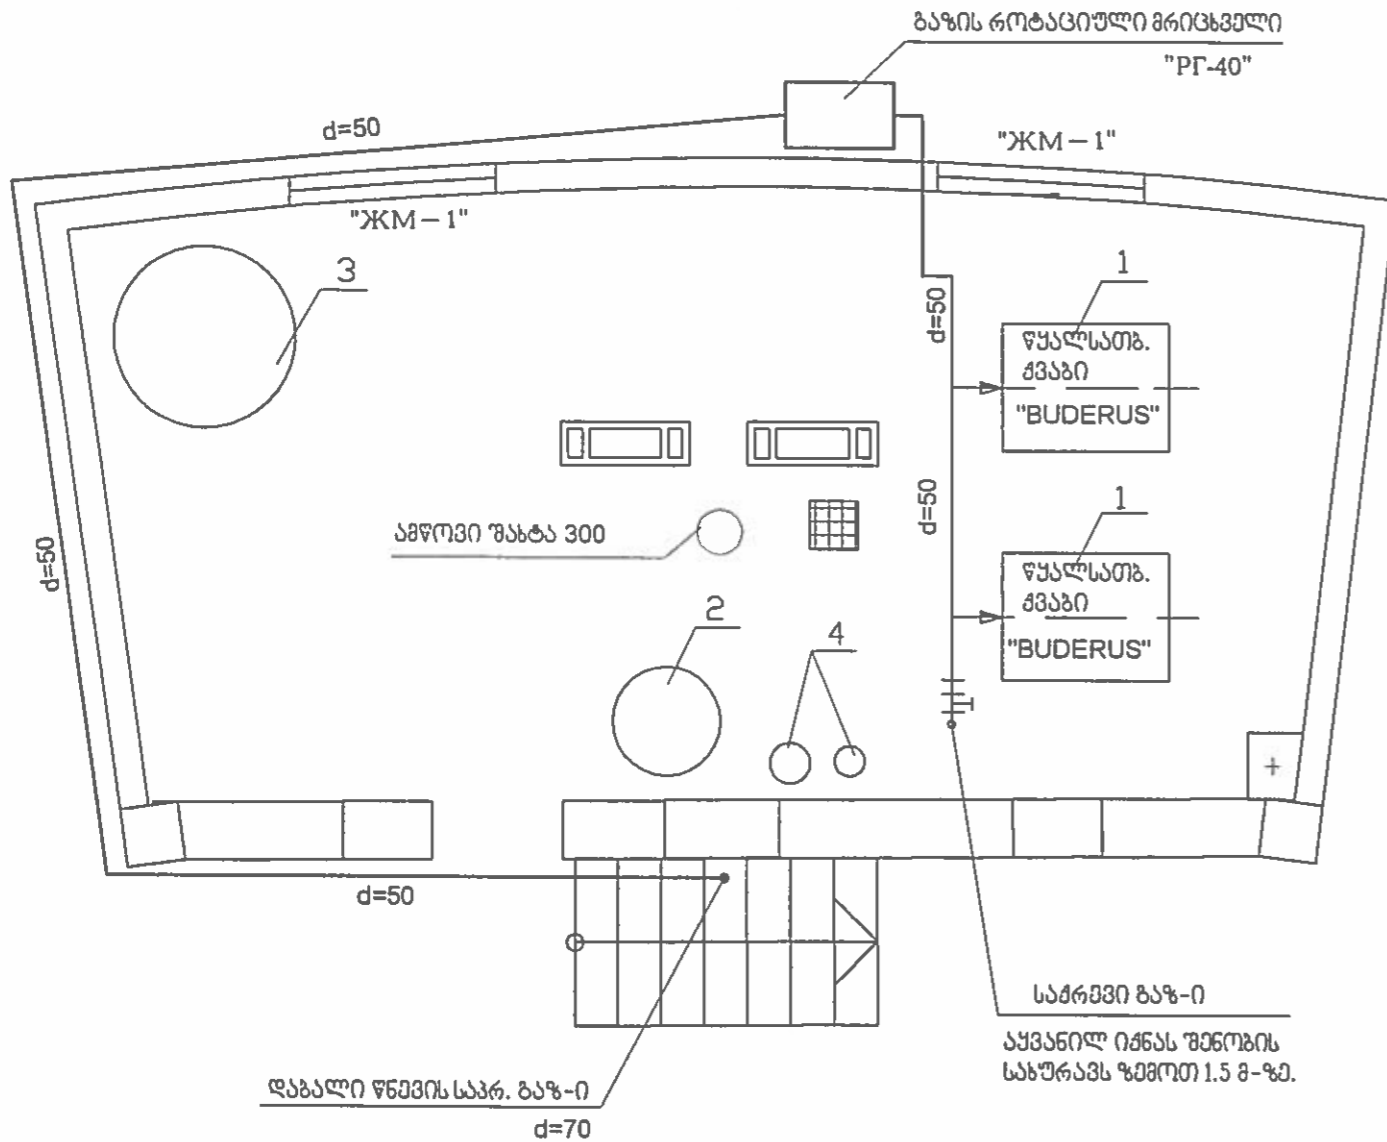 გაზის როტაციული მრიცხველი
"РГ-40"
d=50
"ЖМ – 1"
"ЖМ – 1"
3
1
d=50
წყალსათბ.
ქვაბი
"BUDERUS"
d=50
1
ამწოვი შახტა 300
d=50
წყალსათბ.
ქვაბი
"BUDERUS"
2
4
d=50
საქრევი გაზ-ი
აყვანილ იქნას შენობის
სახურავს ზემოთ 1.5 მ-ზე.
დაბალი წნევის საპრ. გაზ-ი
d=70